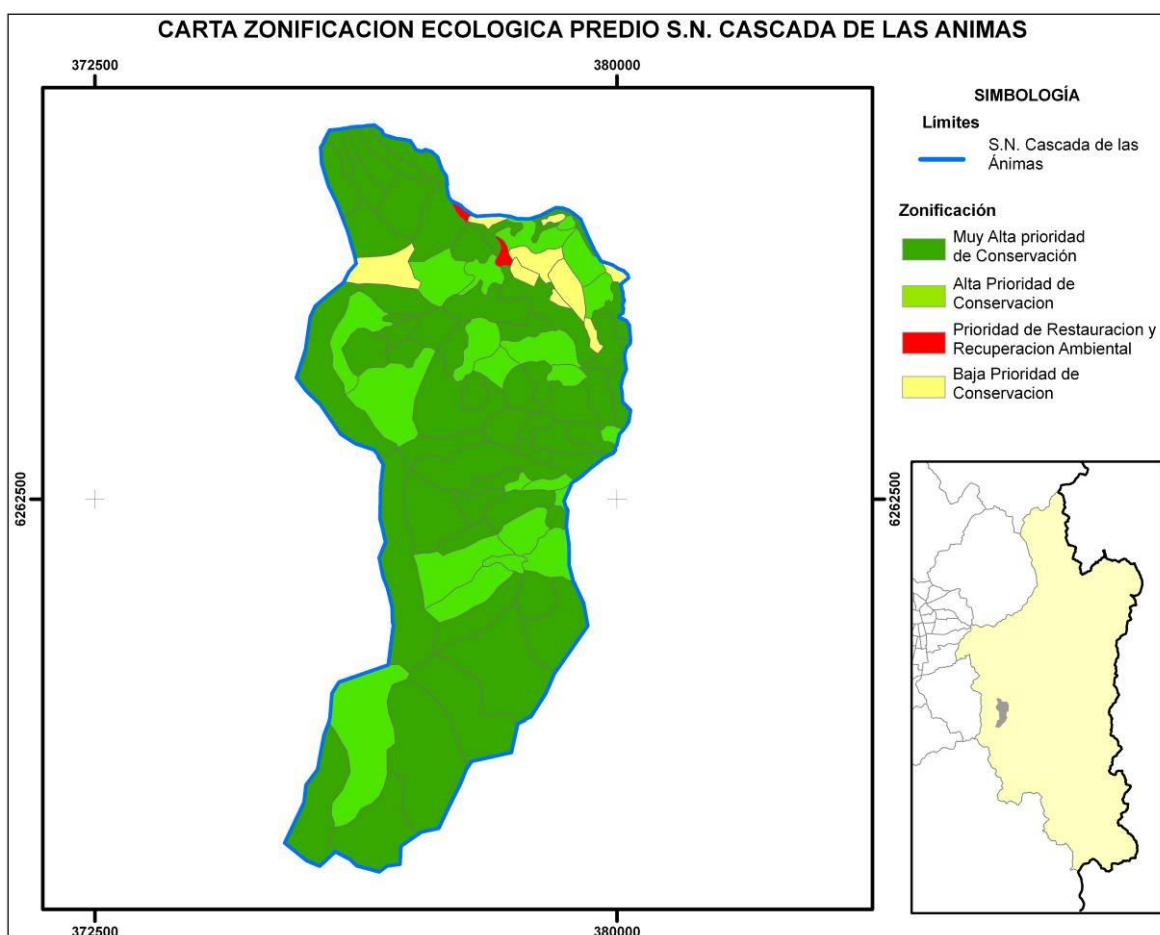 CARTA ZONIFICACION ECOLOGICA PREDIO S.N. CASCADA DE LAS ANIMAS
372500
380000
SIMBOLOGÍA
Límites
S.N. Cascada de las
Ánimas
Zonificación
Muy Alta prioridad
de Conservación
Alta Prioridad de
Conservacion
Prioridad de Restauracion y
Recuperacion Ambiental
Baja Prioridad de
Conservacion
6262500
6262500
372500
380000